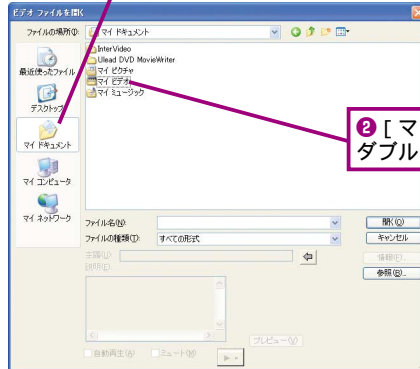 ビデオ ファイルを開く
ファイルの場所(I):
マイ ドキュメント
InterVideo
Ulead DVD MovieWriter
マイ ピクチャ
マイ ビデオ
マイ ミュージック
最近使ったファイル
デスクトップ
マイ ドキュメント
マイ コンピュータ
マイ ネットワーク
❷［ マ
ダブル
ファイル名(N):
開く(O)
ファイルの種類(T):
すべての形式
キャンセル
主題(U):
情報(F)...
説明(E):
参照(B)...
プレビュー(V)
自動再生(A)
ミュート(M)